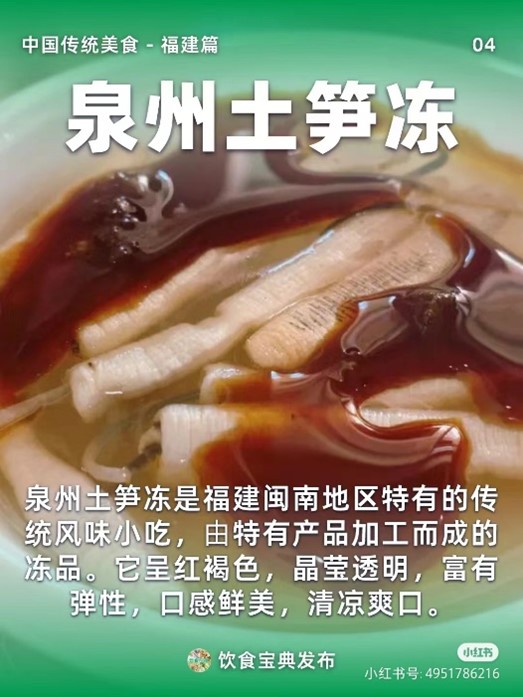 中国传统美食 - 福建篇
04
泉州土笋冻
泉州土笋冻是福建闽南地区特有的传
统风味小吃，由特有产品加工而成的
冻品。它呈红褐色，晶莹透明，富有
弹性，口感鲜美，清凉爽口。
饮食宝典发布
小红书
小红书号: 4951786216